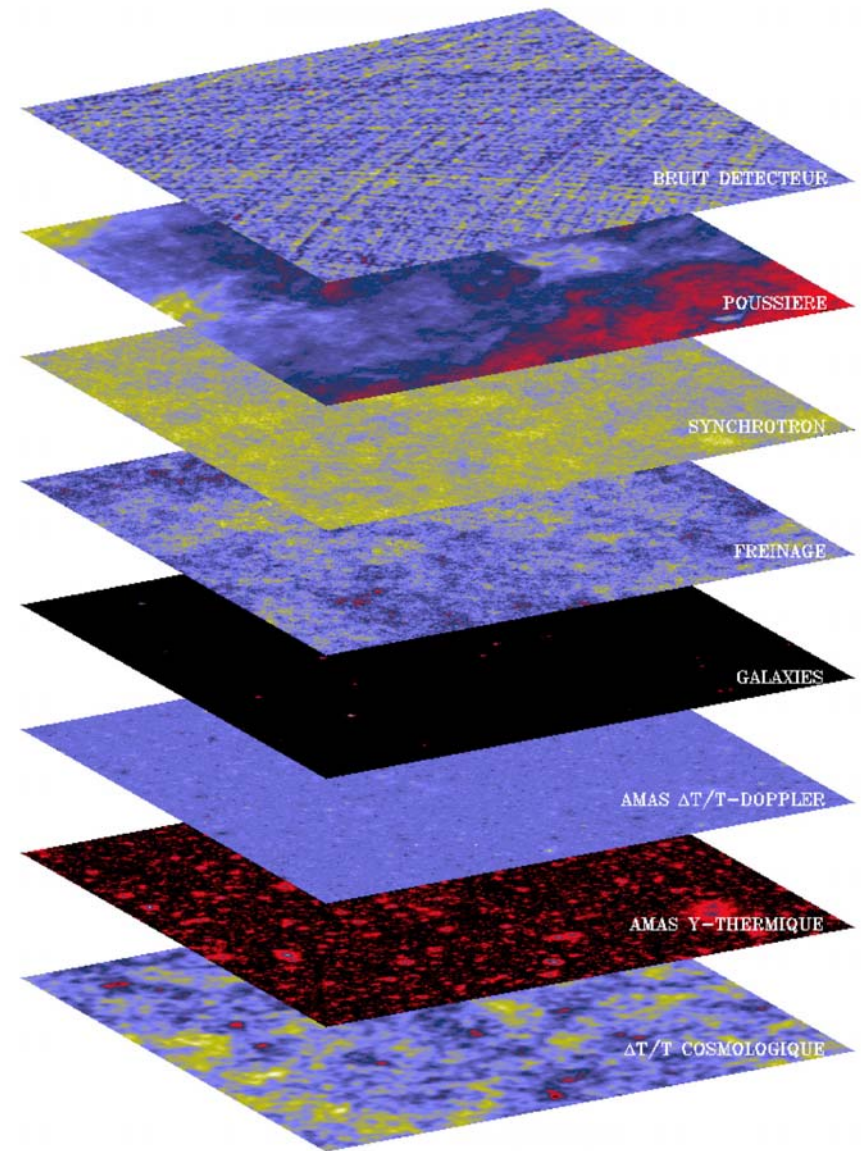 BRUIT DETECTEUR
POUSSIERE
SYNCHROTRON
FREINAGE
GALAXIES
AMAS ΔT/T-DOPPLER
AMAS Y-THERMIQUE
ΔT/T COSMOLOGIQUE